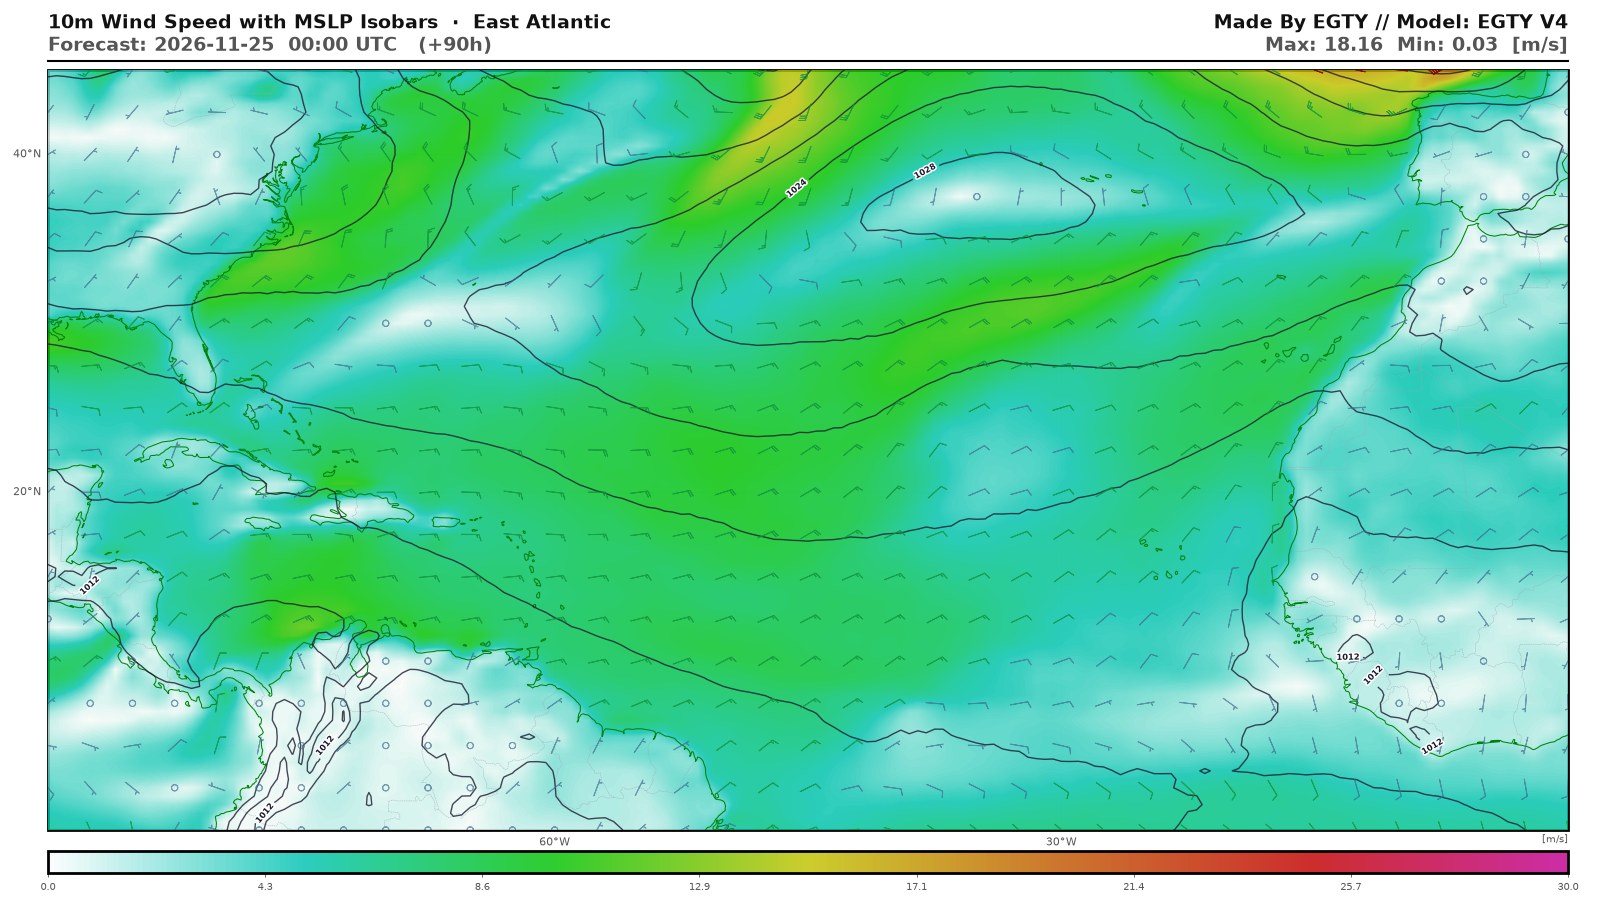 10m Wind Speed with MSLP Isobars · East Atlantic
Made By EGTY // Model: EGTY V4
Forecast: 2026-11-25 00:00 UTC (+90h)
Max: 18.16 Min: 0.03 [m/s]
40°N
1028
1024
20°N
1012
1012
1012
1012
1012
1012
60°W
30°W
[m/s]
0.0
4.3
8.6
12.9
17.1
21.4
25.7
30.0